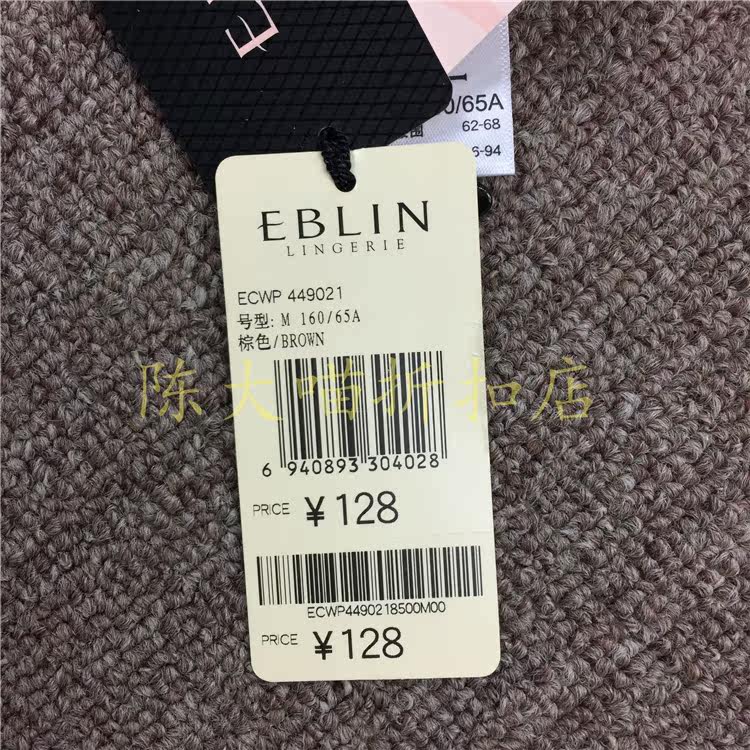 /65A
62-68
6-94
EBLIN
LINGERIE
ECWP 449021
号型: M 160/65A
棕色/BROWN
陈大喵折扣店
6 940893 304028
PRICE ¥128
ECWP4490218500M00
PRICE ¥128